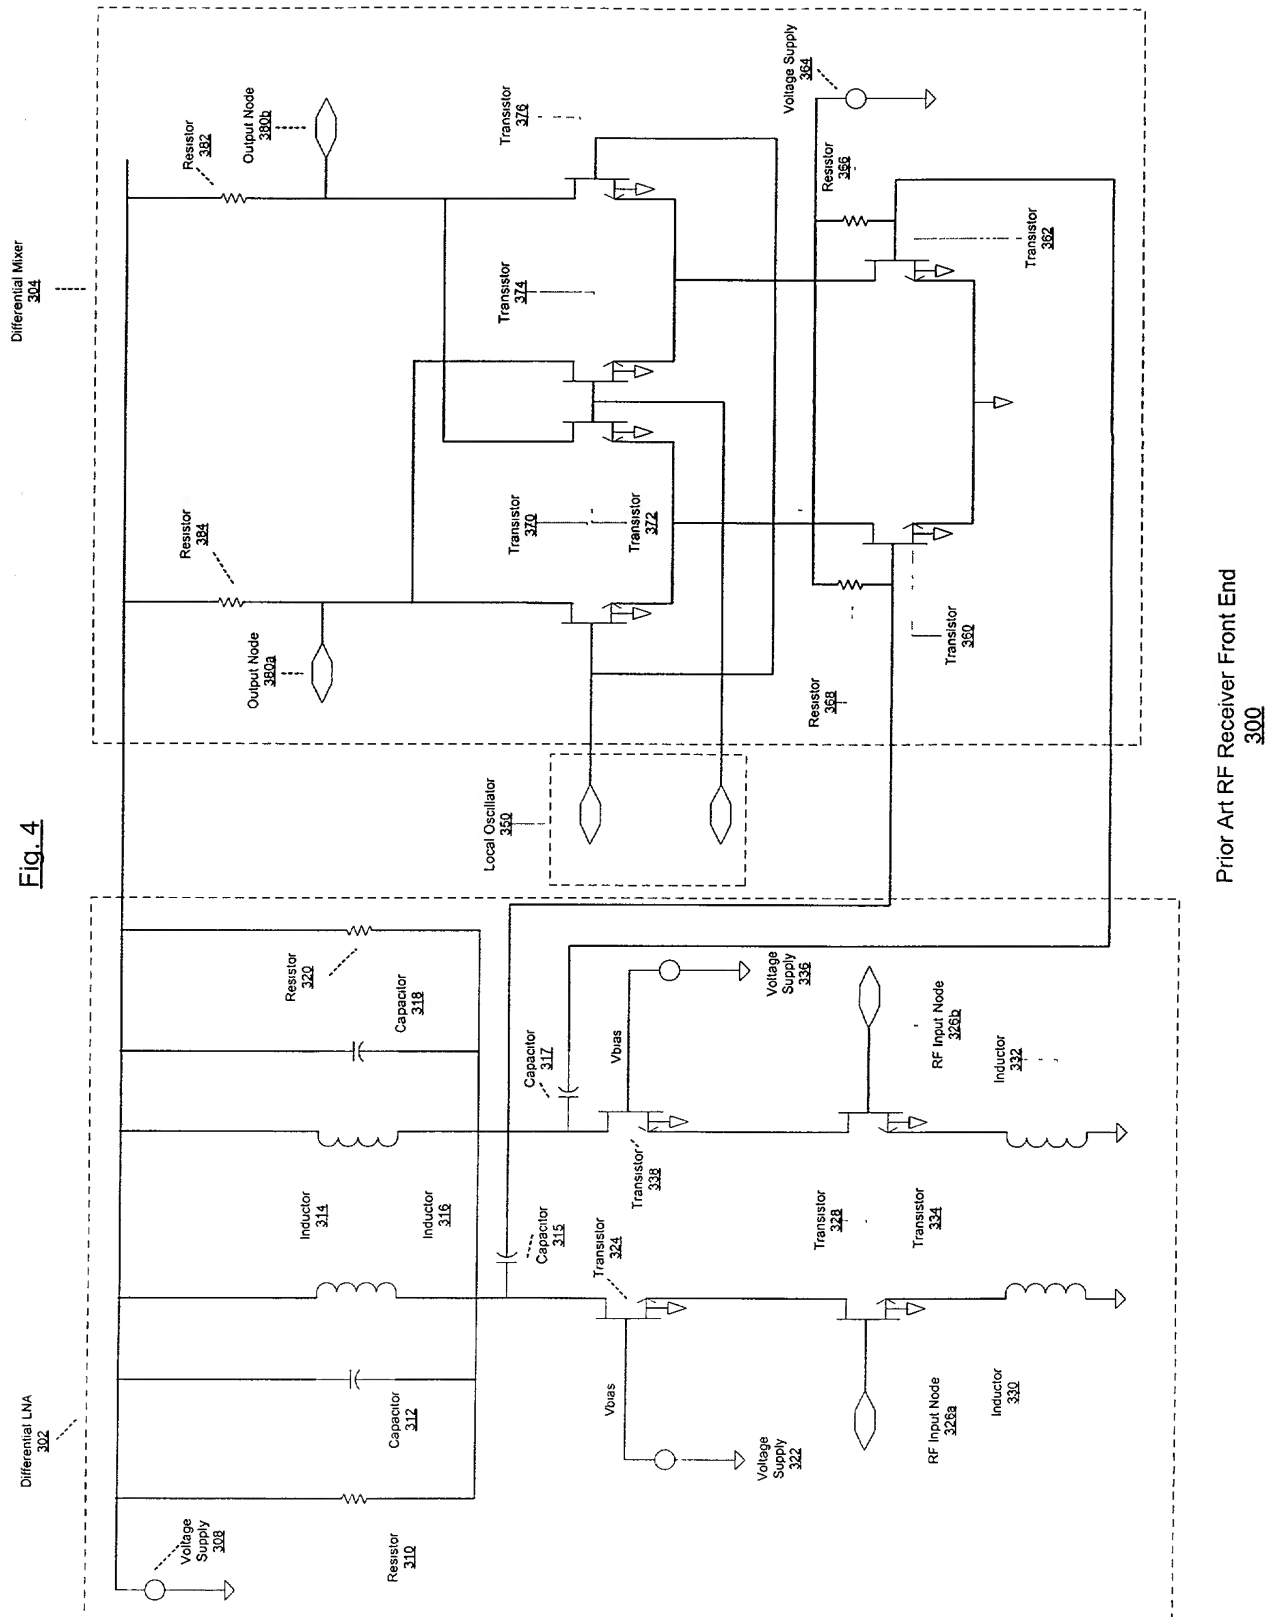 Fig. 4
Differential LNA
302
Differential Mixer
304
Voltage
Supply
308
Resistor
310
Capacitor
312
Inductor
314
Inductor
316
Capacitor
318
Resistor
320
Capacitor
315
Capacitor
317
Transistor
324
Transistor
338
Vbias
Vbias
Voltage
Supply
322
Voltage
Supply
336
Transistor
328
Transistor
334
RF Input Node
326a
RF Input Node
326b
Inductor
330
Inductor
332
Local Oscillator
350
Resistor
384
Resistor
382
Output Node
380a
Output Node
380b
Transistor
370
Transistor
372
Transistor
374
Transistor
376
Resistor
368
Resistor
366
Voltage Supply
364
Transistor
360
Transistor
362
Prior Art RF Receiver Front End
300